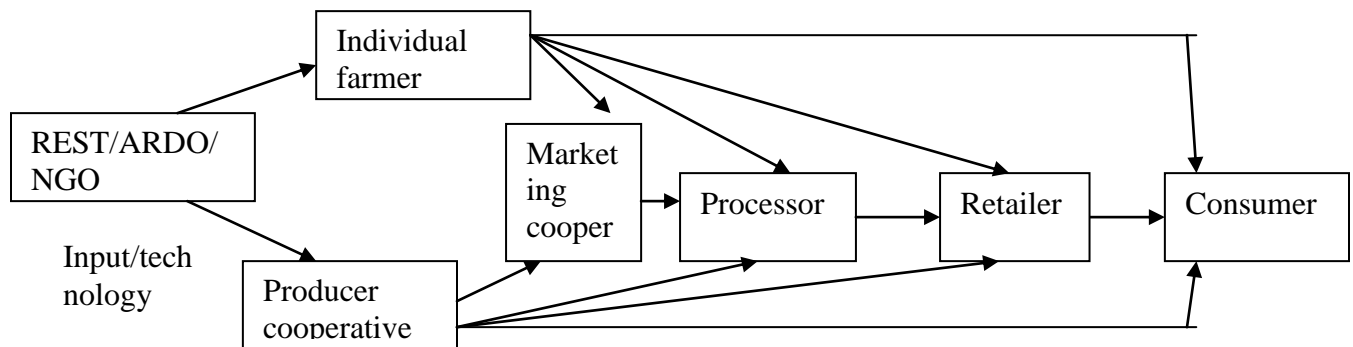 Individual
farmer
REST/ARDO/
NGO
Market
ing
cooper
Processor
Retailer
Consumer
Input/tech
nology
Producer
cooperative